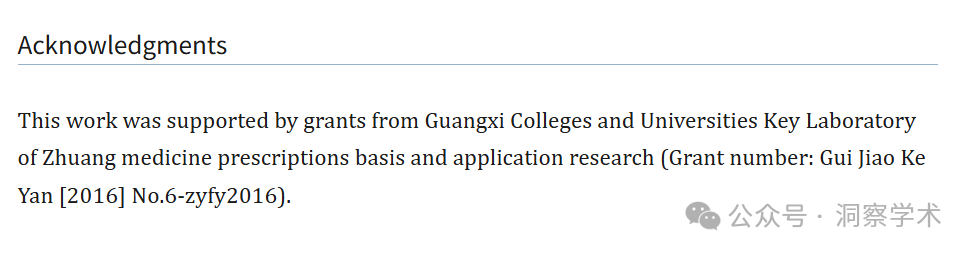 Acknowledgments
This work was supported by grants from Guangxi Colleges and Universities Key Laboratory
of Zhuang medicine prescriptions basis and application research (Grant number: Gui Jiao Ke
Yan [2016] No.6-zyfy2016).
公众号 · 洞察学术